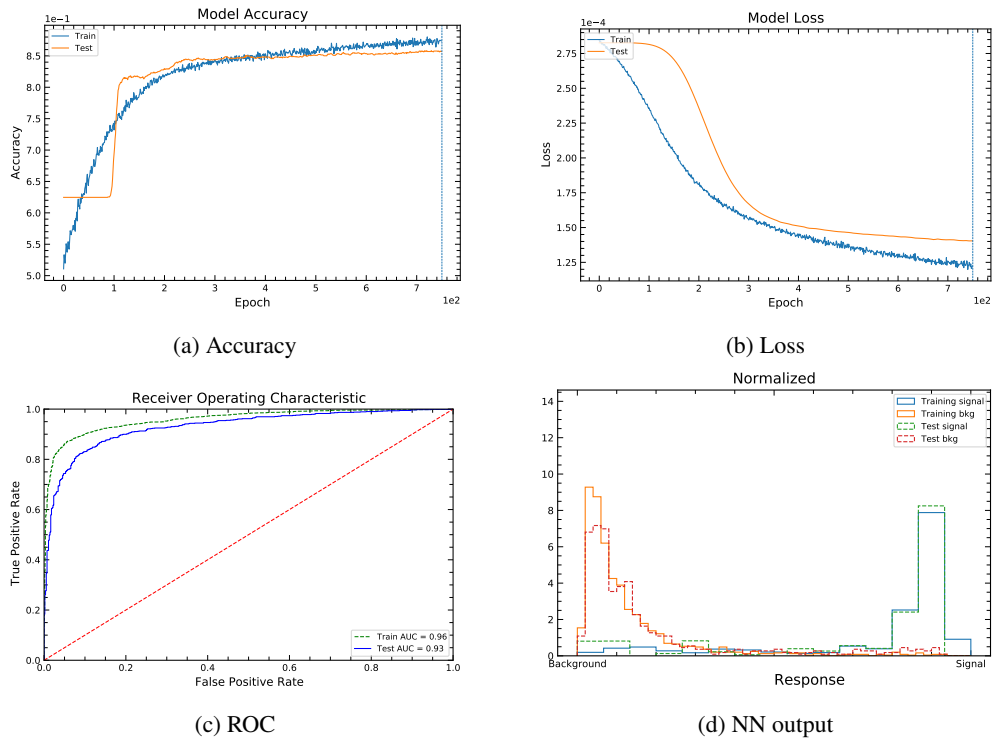 Model Accuracy
1e−1
Train
Test
8.5
8.0
7.5
7.0
6.5
6.0
5.5
5.0
Accuracy
0 1 2 3 4 5 6 7
1e2
Epoch
(a) Accuracy
Model Loss
1e−4
Train
Test
2.75
2.50
2.25
2.00
1.75
1.50
1.25
Loss
0 1 2 3 4 5 6 7
1e2
Epoch
(b) Loss
Receiver Operating Characteristic
1.0
0.8
0.6
0.4
0.2
0.0
True Positive Rate
Train AUC = 0.96
Test AUC = 0.93
0.0 0.2 0.4 0.6 0.8 1.0
False Positive Rate
(c) ROC
Normalized
Training signal
Training bkg
Test signal
Test bkg
14
12
10
8
6
4
2
0
Background Signal
Response
(d) NN output